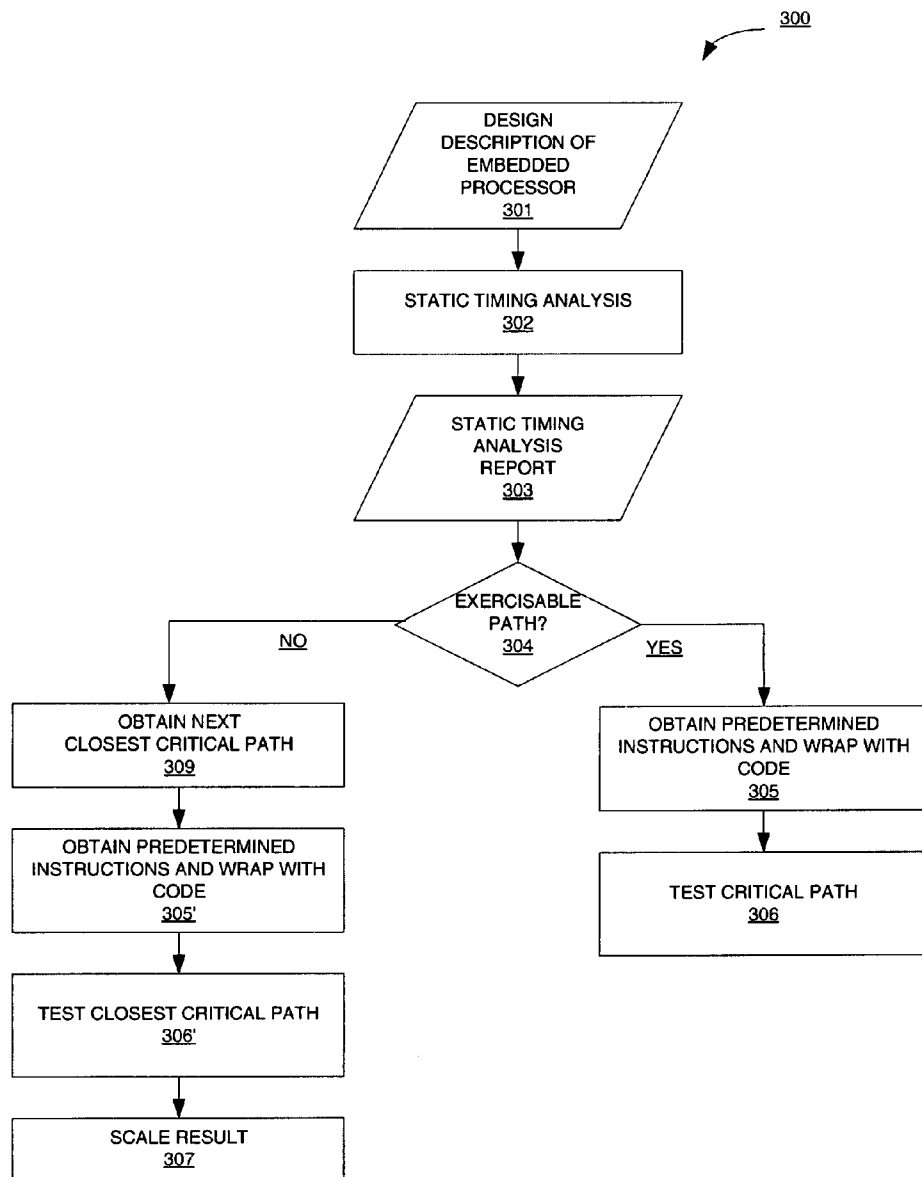 300
DESIGN
DESCRIPTION OF
EMBEDDED
PROCESSOR
301
STATIC TIMING ANALYSIS
302
STATIC TIMING
ANALYSIS
REPORT
303
EXERCISABLE
PATH?
304
NO
YES
OBTAIN NEXT
CLOSEST CRITICAL PATH
309
OBTAIN PREDETERMINED
INSTRUCTIONS AND WRAP WITH
CODE
305'
TEST CLOSEST CRITICAL PATH
306'
SCALE RESULT
307
OBTAIN PREDETERMINED
INSTRUCTIONS AND WRAP WITH
CODE
305
TEST CRITICAL PATH
306